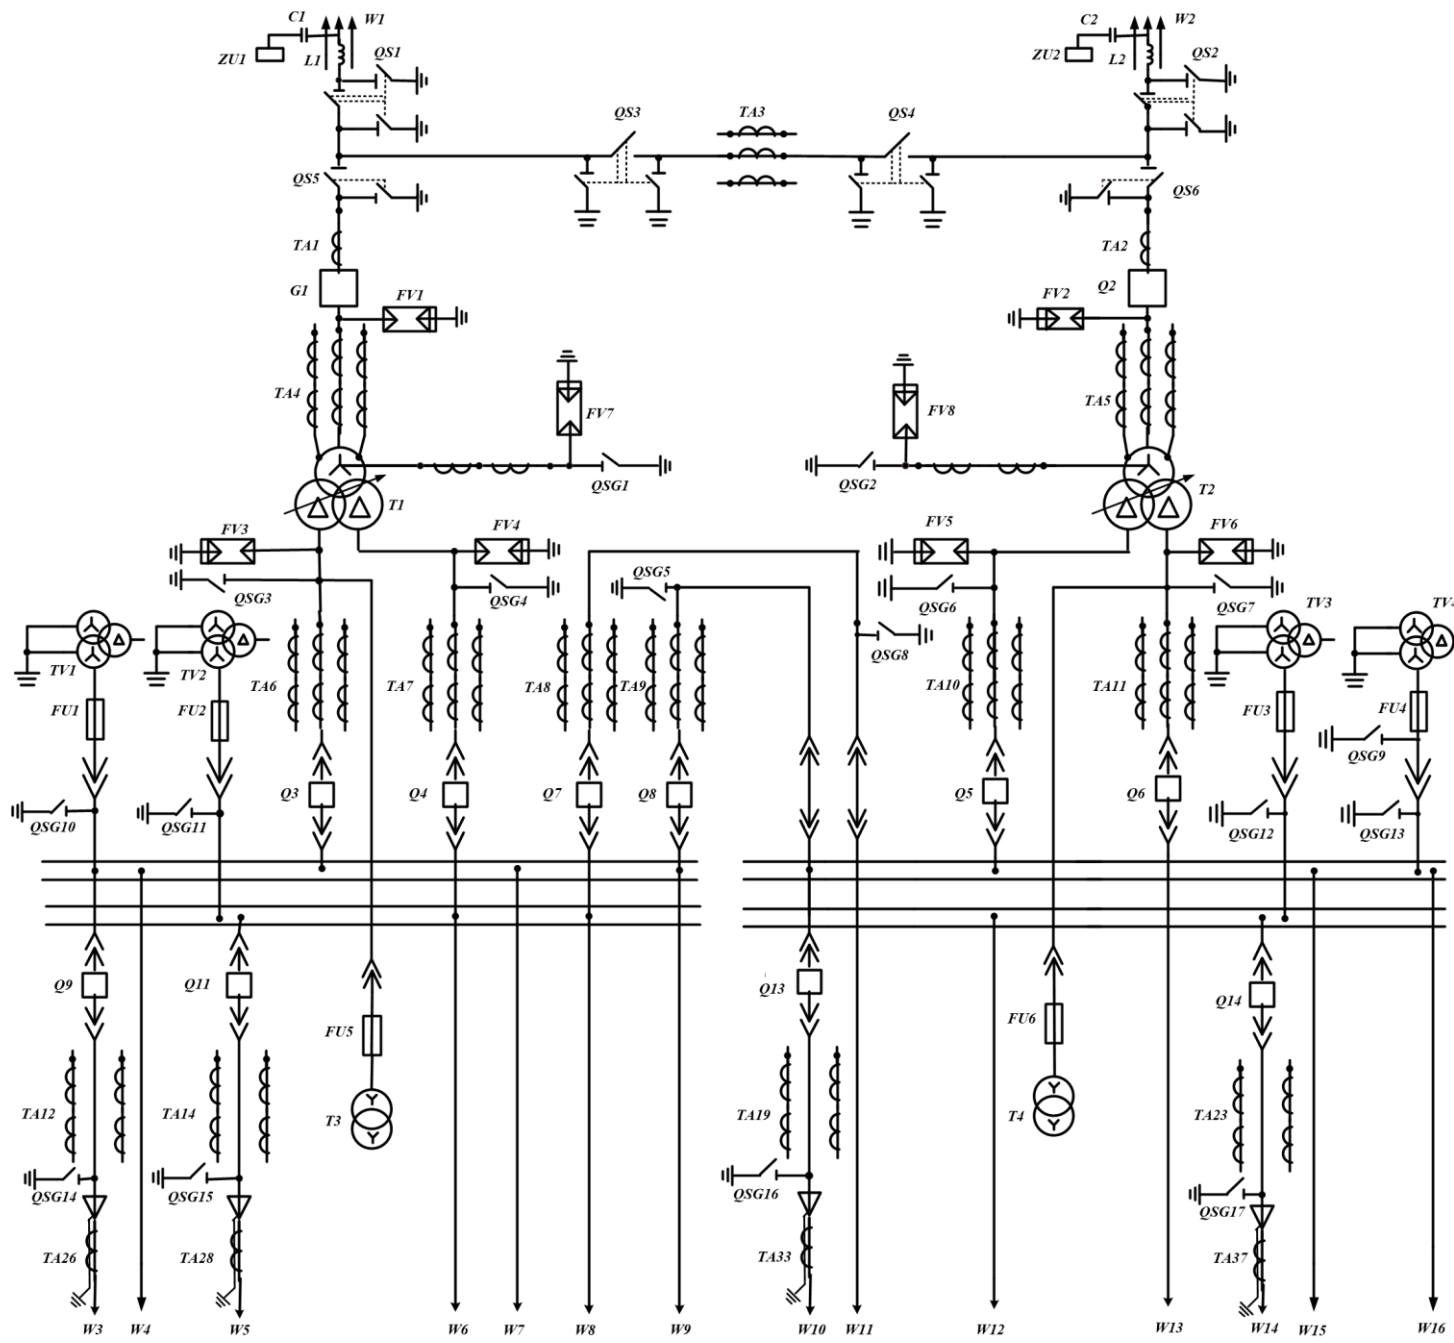 C1 W1 C2 W2
ZU1 L1 QS1 ZU2 L2 QS2
QS3 TA3 QS4
QS5 QS6
TA1 TA2
G1 FV1 FV2 Q2
TA4 FV7 FV8 TA5
QSG1 QSG2
T1 T2
FV3 FV4 FV5 FV6
QSG3 QSG4 QSG5 QSG6 QSG7
TV3
QSG8
TV1 TV2 TA6 TA7 TA8 TA9 TA10 TA11
FU1 FU2 FU3 FU4
QSG9
Q3 Q4 Q7 Q8 Q5 Q6
QSG10 QSG11 QSG12 QSG13
Q9 Q11 Q13 Q14
FU5 FU6
TA12 TA14 T3 TA19 T4 TA23
QSG14 QSG15 QSG16 QSG17
TA26 TA28 TA33 TA37
W3 W4 W5 W6 W7 W8 W9 W10 W11 W12 W13 W14 W15 W16